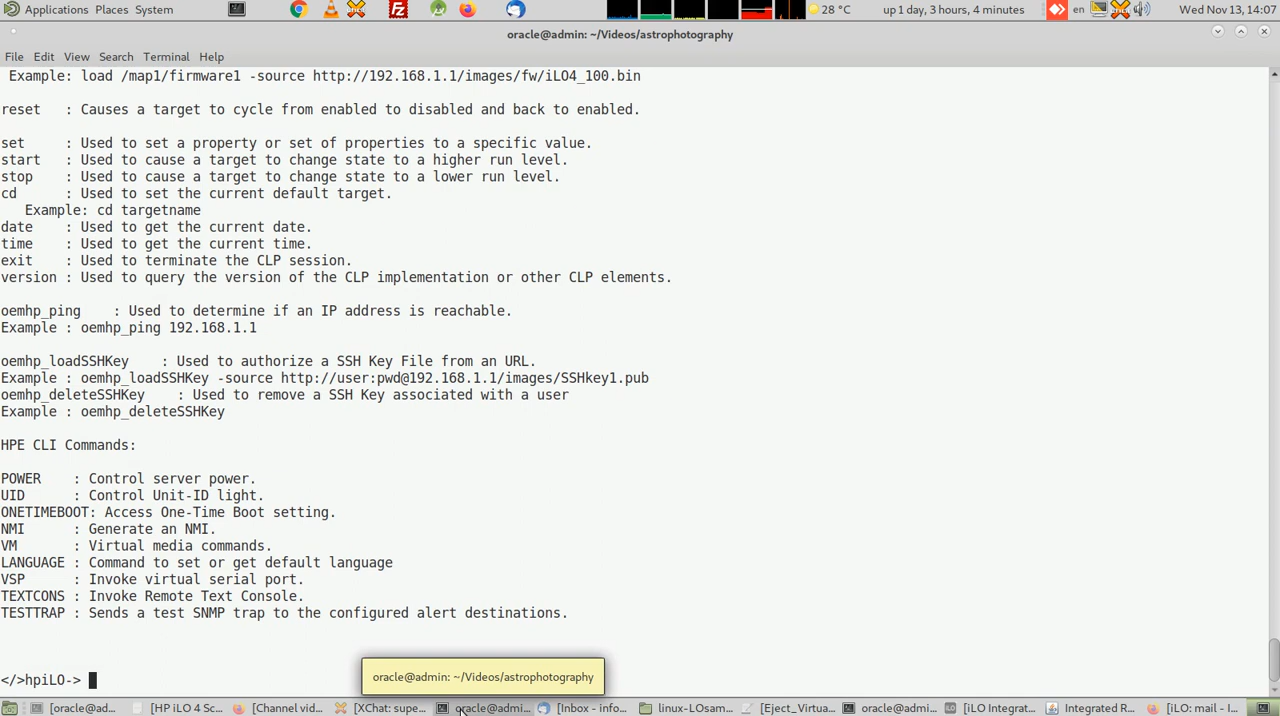 Applications Places System
28 °C
up 1 day, 3 hours, 4 minutes
en
Wed Nov 13, 14:07
oracle@admin: ~/Videos/astrophotography
File Edit View Search Terminal Help
Example: load /map1/firmware1 -source http://192.168.1.1/images/fw/iLO4_100.bin
reset : Causes a target to cycle from enabled to disabled and back to enabled.
set : Used to set a property or set of properties to a specific value.
start : Used to cause a target to change state to a higher run level.
stop : Used to cause a target to change state to a lower run level.
cd : Used to set the current default target.
Example: cd targetname
date : Used to get the current date.
time : Used to get the current time.
exit : Used to terminate the CLP session.
version : Used to query the version of the CLP implementation or other CLP elements.
oemhp_ping : Used to determine if an IP address is reachable.
Example : oemhp_ping 192.168.1.1
oemhp_loadSSHKey : Used to authorize a SSH Key File from an URL.
Example : oemhp_loadSSHKey -source http://user:pwd@192.168.1.1/images/SSHkey1.pub
oemhp_deleteSSHKey : Used to remove a SSH Key associated with a user
Example : oemhp_deleteSSHKey
HPE CLI Commands:
POWER : Control server power.
UID : Control Unit-ID light.
ONETIMEBOOT: Access One-Time Boot setting.
NMI : Generate an NMI.
VM : Virtual media commands.
LANGUAGE : Command to set or get default language
VSP : Invoke virtual serial port.
TEXTCONS : Invoke Remote Text Console.
TESTTRAP : Sends a test SNMP trap to the configured alert destinations.
</>hpiLO->
oracle@admin: ~/Videos/astrophotography
[oracle@ad... [HP iLO 4 Sc... [Channel vid... [XChat: supe... oracle@admi... [Inbox - info... linux-LOsam... [Eject_Virtua... oracle@admi... [iLO Integrat... Integrated R... [iLO: mail - I...